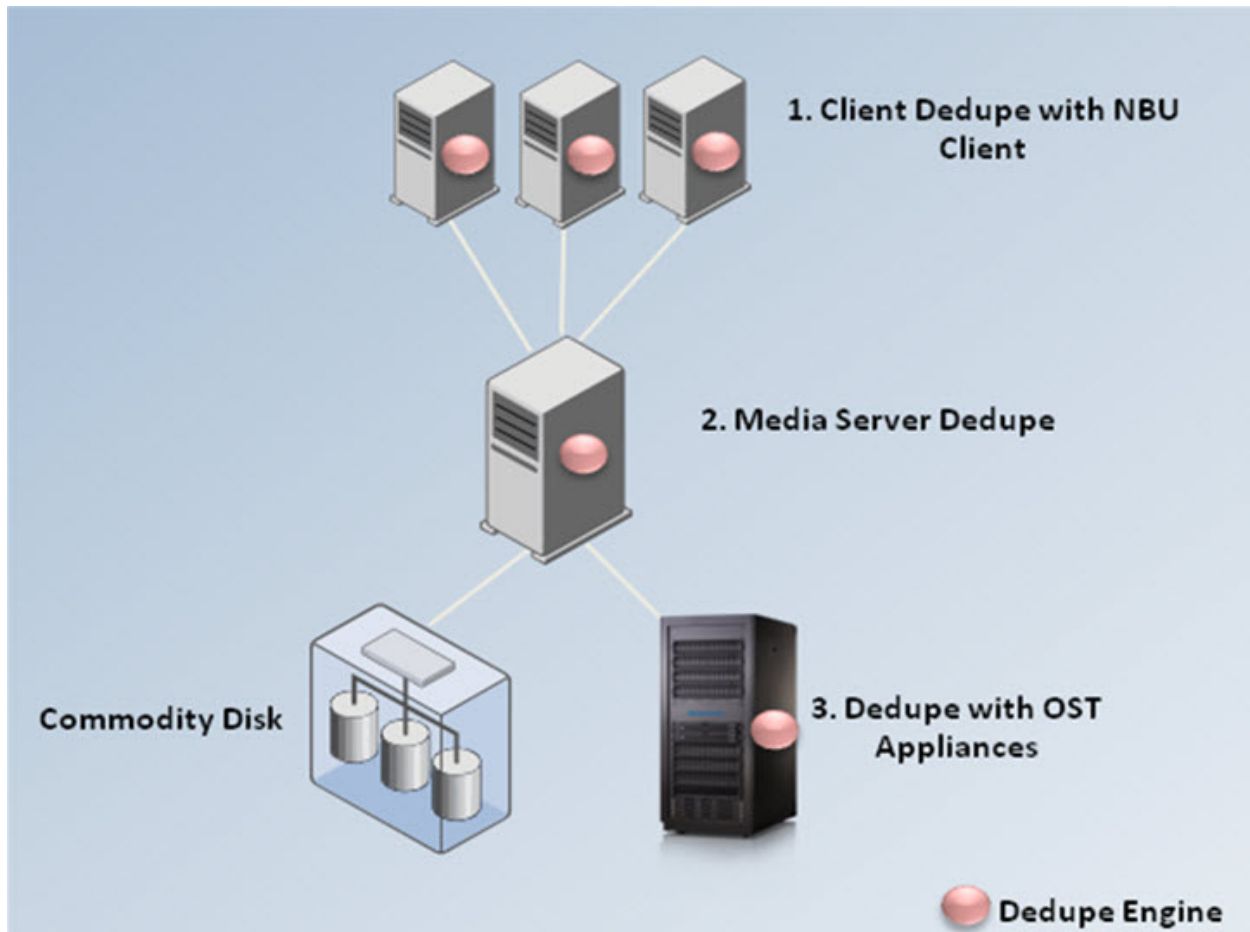 1. Client Dedupe with NBU
Client
2. Media Server Dedupe
Commodity Disk
3. Dedupe with OST
Appliances
Dedupe Engine